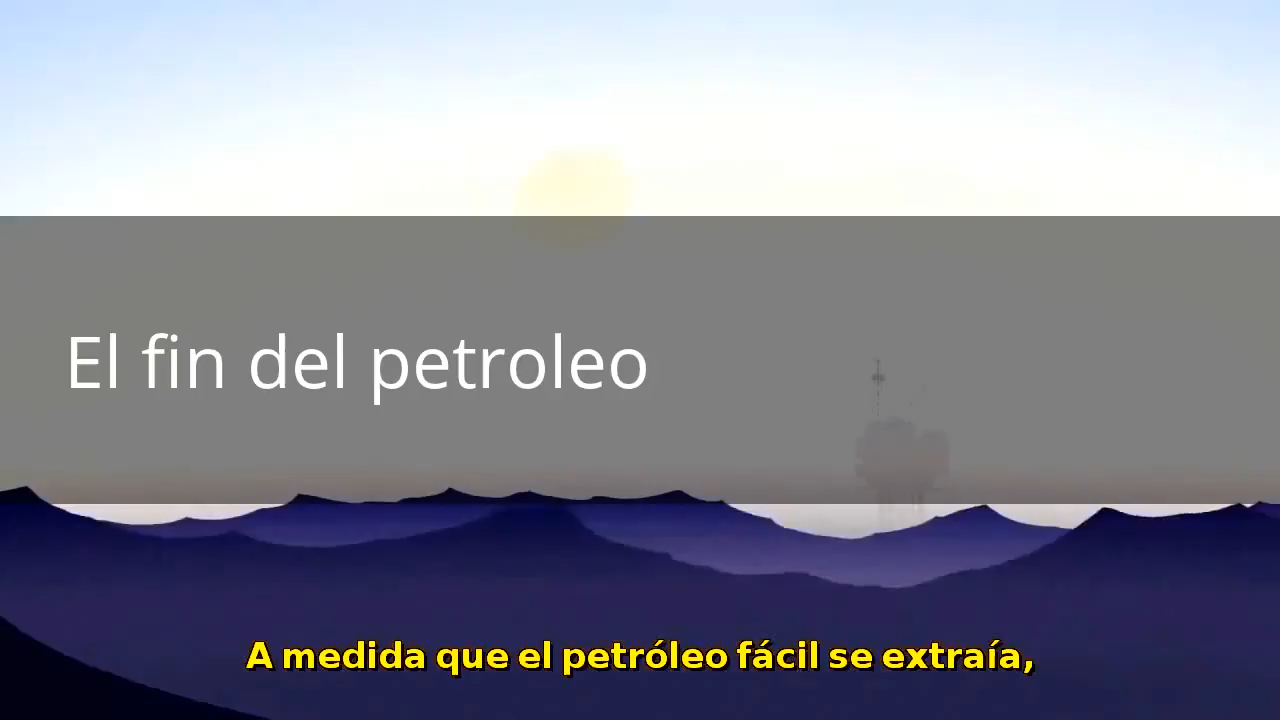 El fin del petroleo
A medida que el petróleo fácil se extraía,